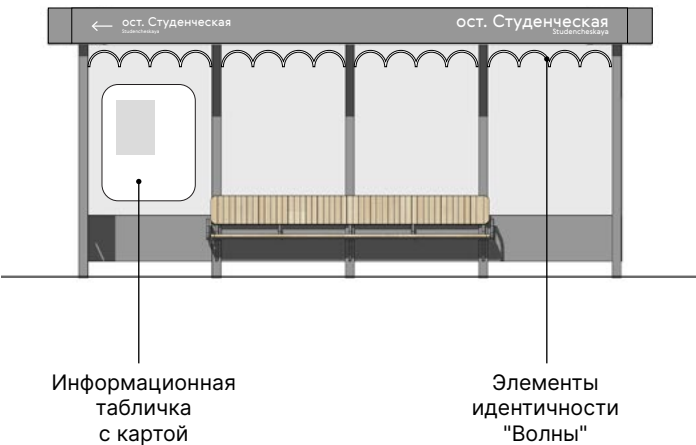 ← ост. Студенческая
Studencheskaya
ост. Студенческая
Studencheskaya
Информационная
табличка
с картой
Элементы
идентичности
"Волны"